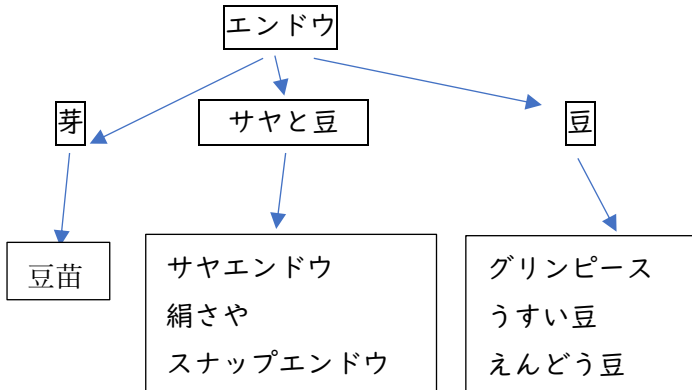 エンドウ
芽
サヤと豆
豆
豆苗
サヤエンドウ
絹さや
スナップエンドウ
グリンピース
うすい豆
えんどう豆